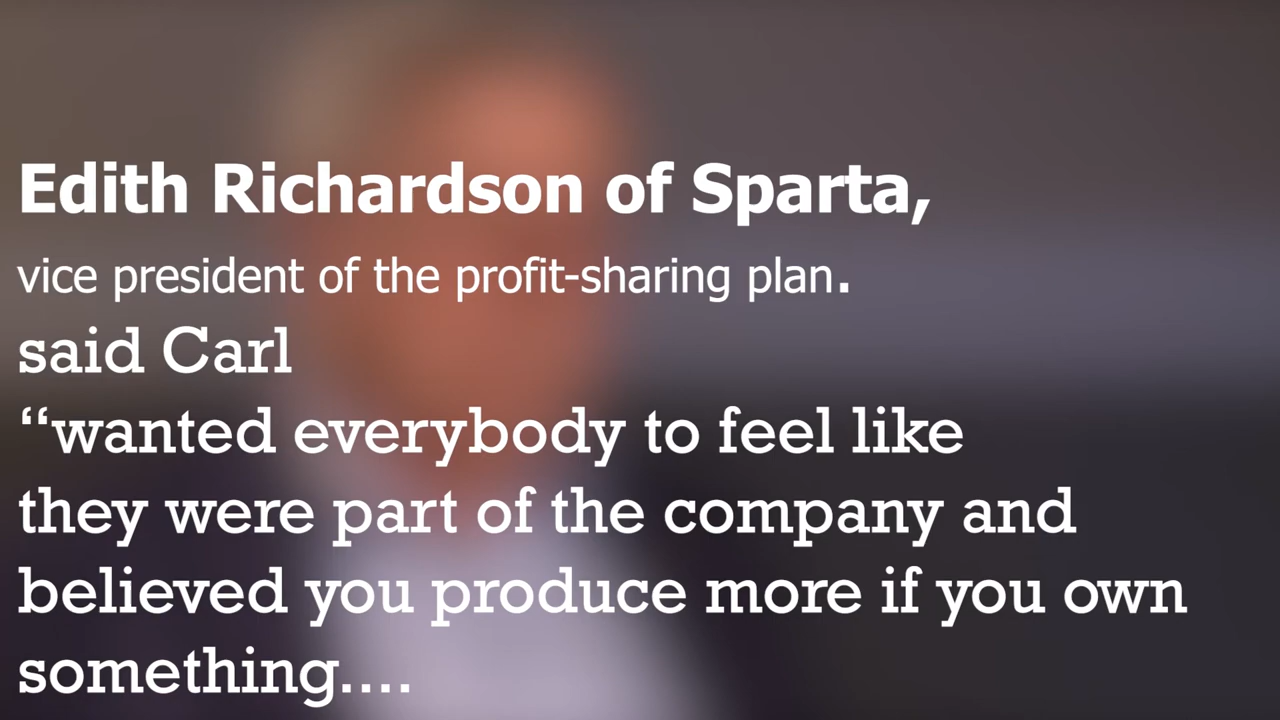 Edith Richardson of Sparta,
vice president of the profit-sharing plan.
said Carl
“wanted everybody to feel like
they were part of the company and
believed you produce more if you own
something....